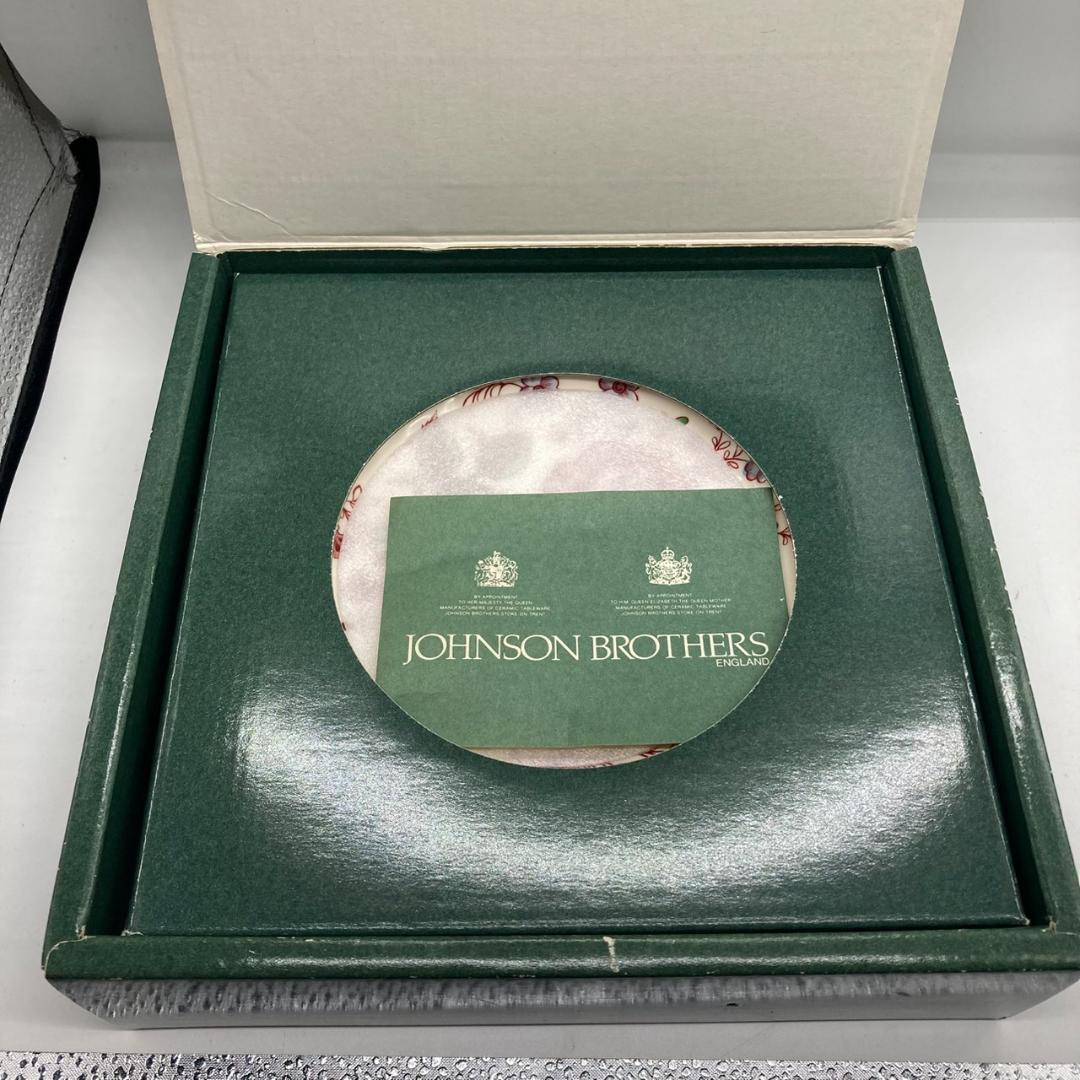 BY APPOINTMENT
TO HER MAJESTY THE QUEEN
MANUFACTURERS OF CERAMIC TABLEWARE
JOHNSON BROTHERS STOKE ON TRENT
BY APPOINTMENT
TO H.M. QUEEN ELIZABETH THE QUEEN MOTHER
MANUFACTURERS OF CERAMIC TABLEWARE
JOHNSON BROTHERS STOKE ON TRENT
JOHNSON BROTHERS
ENGLAND